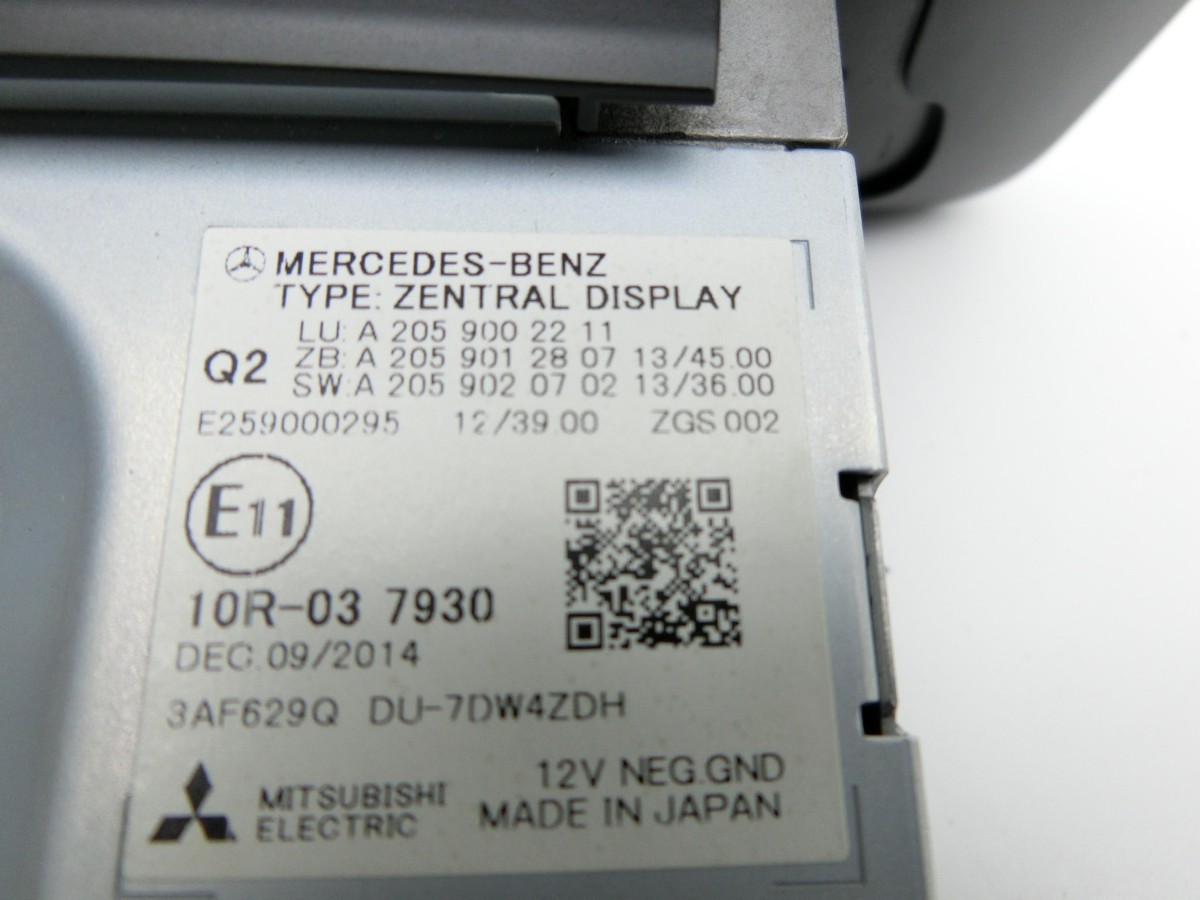 MERCEDES-BENZ
TYPE: ZENTRAL DISPLAY
LU: A 205 900 22 11
Q2 ZB: A 205 901 28 07 13/45.00
SW:A 205 902 07 02 13/36.00
E259000295 12/39.00 ZGS 002
E11
10R-03 7930
DEC.09/2014
3AF629Q DU-7DW4ZDH
12V NEG.GND
MITSUBISHI
ELECTRIC
MADE IN JAPAN